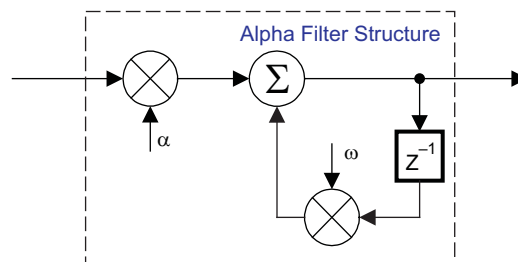 Alpha Filter Structure
Σ
α
ω
Z⁻¹